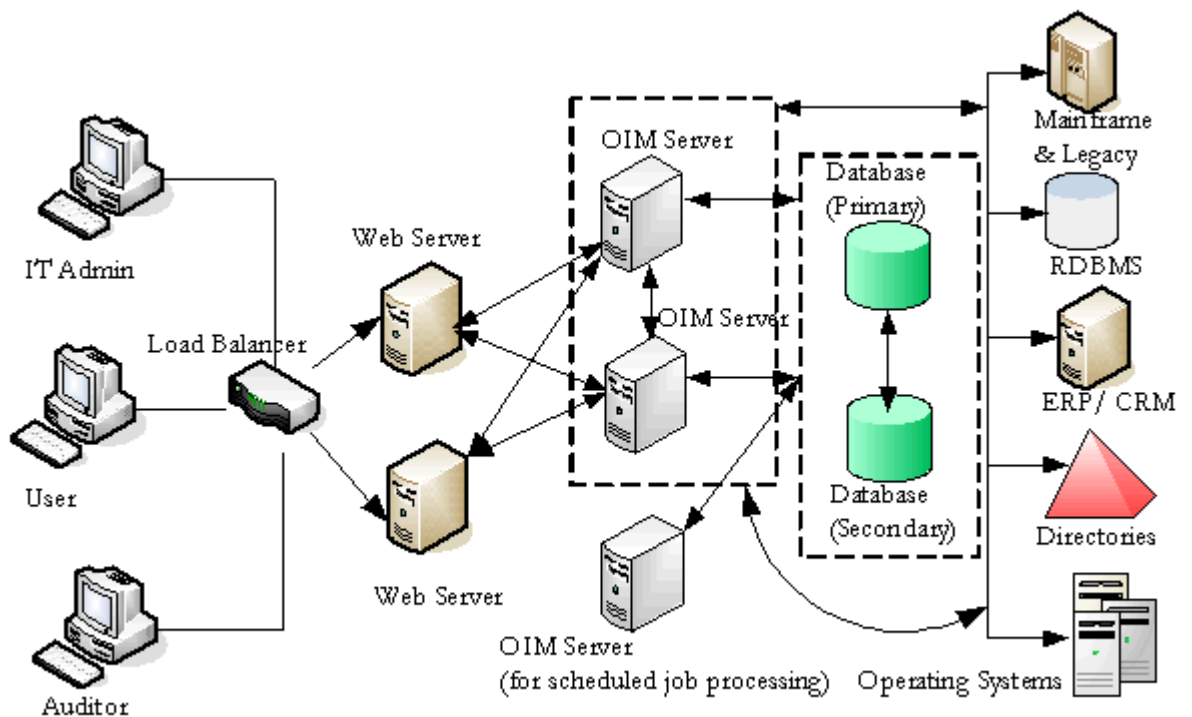 IT Admin
User
Auditor
Load Balancer
Web Server
Web Server
OIM Server
OIM Server
OIM Server
(for scheduled job processing)
Database
(Primary)
Database
(Secondary)
Mainframe
& Legacy
RDBMS
ERP/ CRM
Directories
Operating Systems